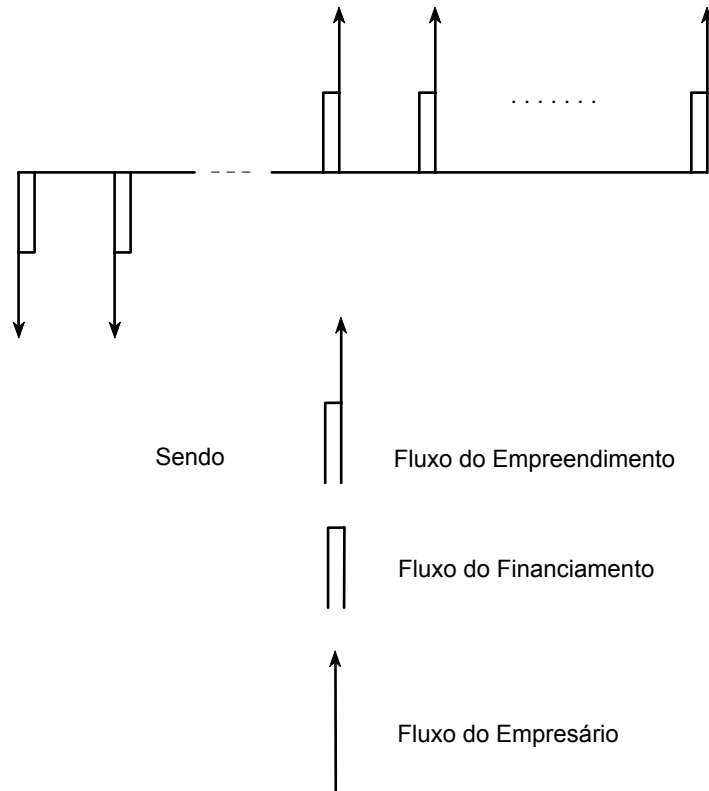 Sendo
Fluxo do Empreendimento
Fluxo do Financiamento
Fluxo do Empresário